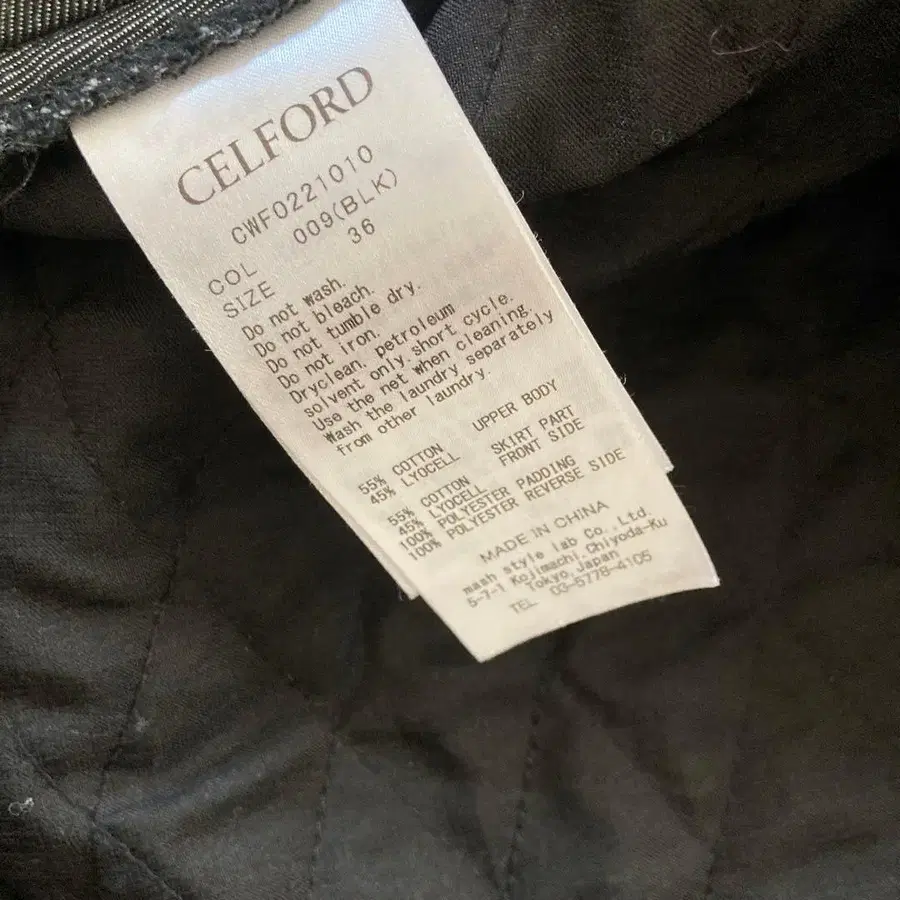 CELFORD
CWF0221010
COL 009(BLK)
SIZE 36
Do not wash.
Do not bleach.
Do not tumble dry.
Do not iron.
Dryclean, petroleum
solvent only. short cycle.
Use the net when cleaning.
Wash the laundry separately
from other laundry.
UPPER BODY
55% COTTON
45% LYOCELL
SKIRT PART
FRONT SIDE
55% COTTON
45% LYOCELL
100% POLYESTER PADDING
100% POLYESTER REVERSE SIDE
MADE IN CHINA
mash style lab Co.,Ltd.
5-7-1 Kojimachi,Chiyoda-Ku
Tokyo,Japan
TEL 03-5778-4105